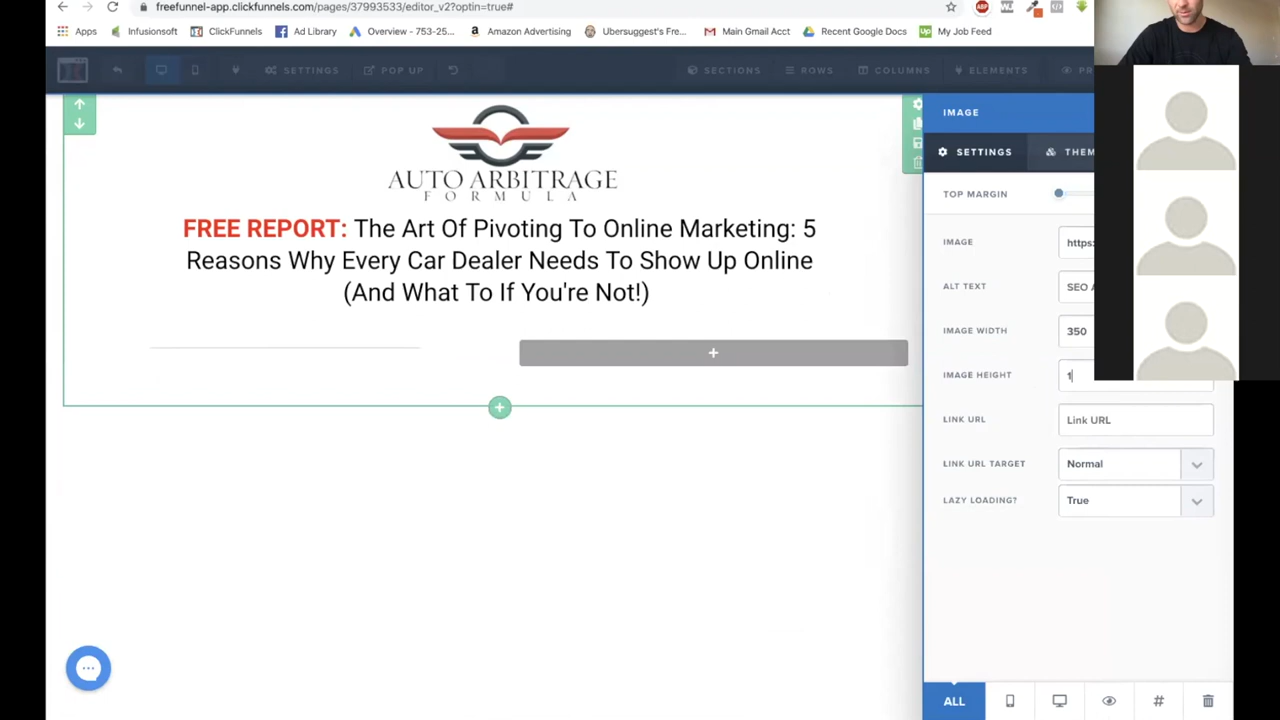 freefunnel-app.clickfunnels.com/pages/37993533/editor_v2?optin=true#
ABP
Apps Infusionsoft ClickFunnels Ad Library Overview - 753-25... Amazon Advertising Ubersuggest's Fre... Main Gmail Acct Recent Google Docs Up My Job Feed
SETTINGS POP UP SECTIONS ROWS COLUMNS ELEMENTS PR
AUTO ARBITRAGE
FORMULA
FREE REPORT: The Art Of Pivoting To Online Marketing: 5
Reasons Why Every Car Dealer Needs To Show Up Online
(And What To If You're Not!)
IMAGE
SETTINGS THEM
TOP MARGIN
IMAGE https:
ALT TEXT SEO A
IMAGE WIDTH 350
IMAGE HEIGHT 1
LINK URL Link URL
LINK URL TARGET Normal
LAZY LOADING? True
ALL #